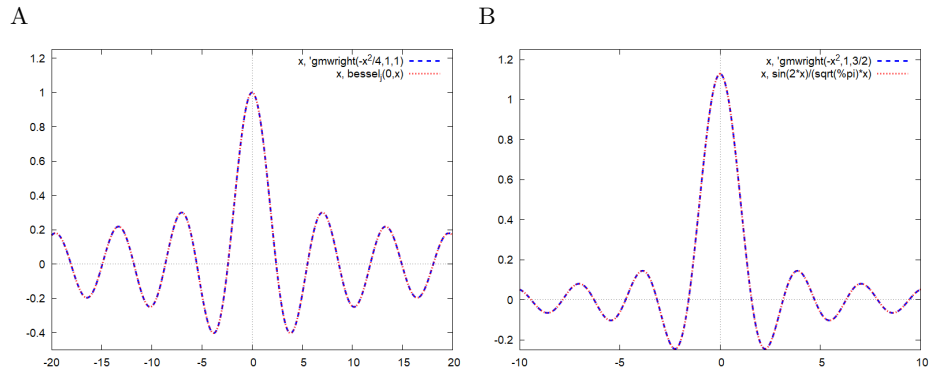 A
x, 'gmwright(-x²/4,1,1)
x, besselⱼ(0,x)
1.2
1
0.8
0.6
0.4
0.2
0
-0.2
-0.4
-20 -15 -10 -5 0 5 10 15 20
B
x, 'gmwright(-x²,1,3/2)
x, sin(2*x)/(sqrt(%pi)*x)
1.2
1
0.8
0.6
0.4
0.2
0
-0.2
-10 -5 0 5 10